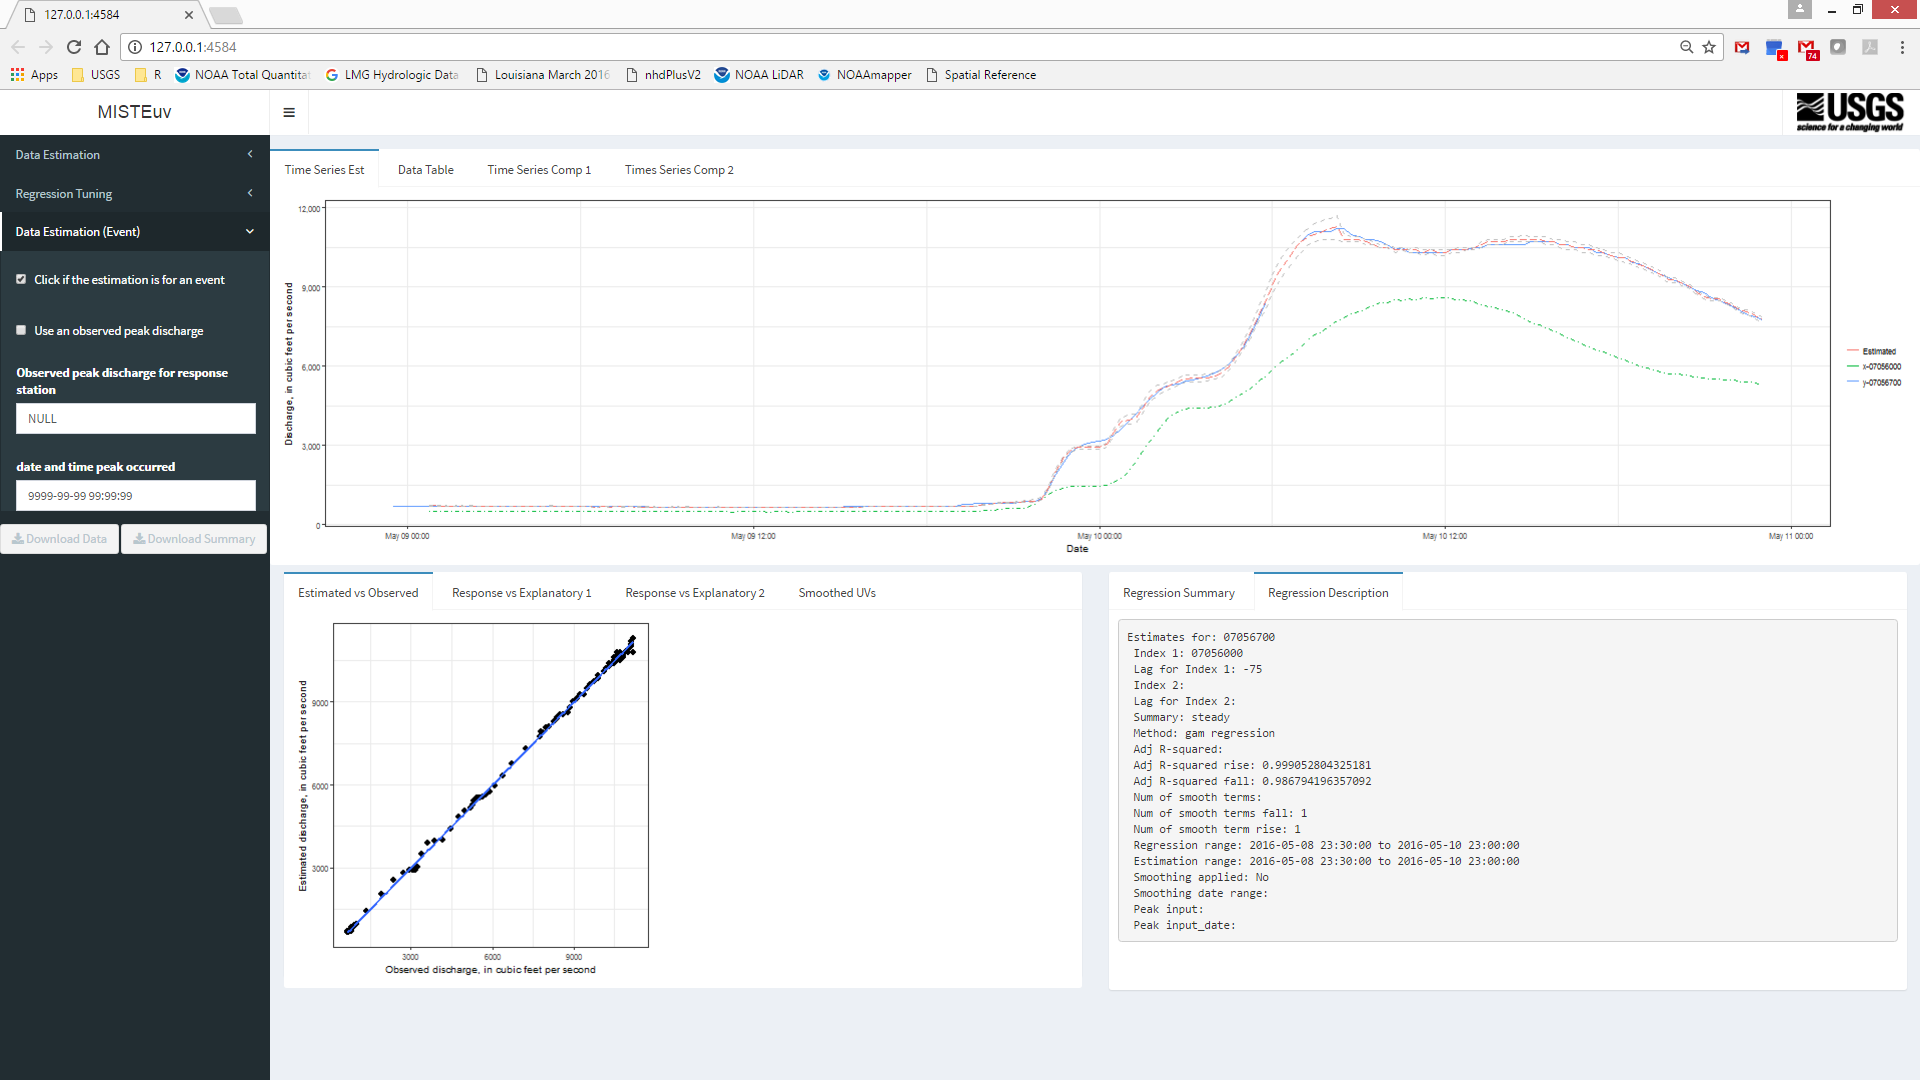 127.0.0.1:4584
127.0.0.1:4584
74
Apps USGS R NOAA Total Quantita LMG Hydrologic Data Louisiana March 2016 nhdPlusV2 NOAA LiDAR NOAAmapper Spatial Reference
MISTEuv
USGS
science for a changing world
Data Estimation
Regression Tuning
Data Estimation (Event)
Click if the estimation is for an event
Use an observed peak discharge
Observed peak discharge for response
station
NULL
date and time peak occurred
9999-99-99 99:99:99
Download Data Download Summary
Time Series Est Data Table Time Series Comp 1 Times Series Comp 2
Discharge, in cubic feet per second
12,000
9,000
6,000
3,000
0
May 09 00:00 May 09 12:00 May 10 00:00 May 10 12:00 May 11 00:00
Date
Estimated
x-07056000
y-07056700
Estimated vs Observed Response vs Explanatory 1 Response vs Explanatory 2 Smoothed UVs
Estimated discharge, in cubic feet per second
9000
6000
3000
3000 6000 9000
Observed discharge, in cubic feet per second
Regression Summary Regression Description
Estimates for: 07056700
Index 1: 07056000
Lag for Index 1: -75
Index 2:
Lag for Index 2:
Summary: steady
Method: gam regression
Adj R-squared:
Adj R-squared rise: 0.999052804325181
Adj R-squared fall: 0.986794196357092
Num of smooth terms:
Num of smooth terms fall: 1
Num of smooth term rise: 1
Regression range: 2016-05-08 23:30:00 to 2016-05-10 23:00:00
Estimation range: 2016-05-08 23:30:00 to 2016-05-10 23:00:00
Smoothing applied: No
Smoothing date range:
Peak input:
Peak input_date: